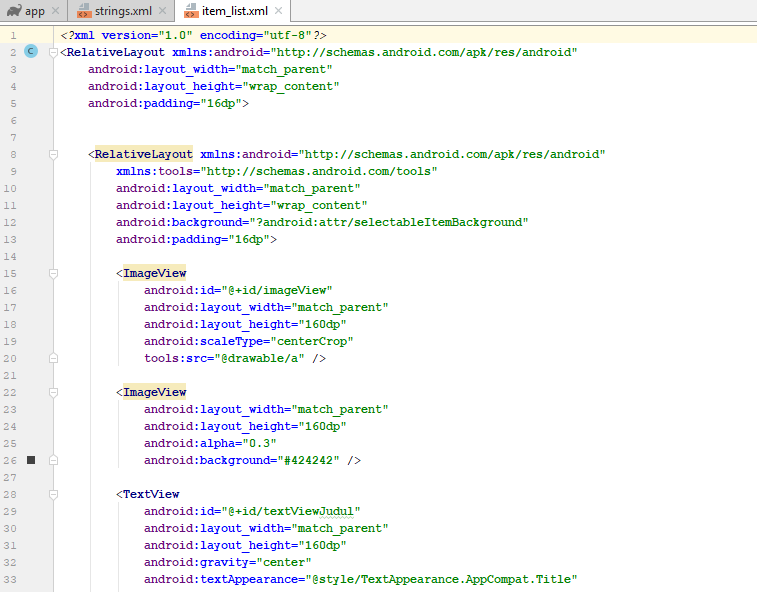 app strings.xml item_list.xml
1 <?xml version="1.0" encoding="utf-8"?>
2 <RelativeLayout xmlns:android="http://schemas.android.com/apk/res/android"
3 android:layout_width="match_parent"
4 android:layout_height="wrap_content"
5 android:padding="16dp">
6
7
8 <RelativeLayout xmlns:android="http://schemas.android.com/apk/res/android"
9 xmlns:tools="http://schemas.android.com/tools"
10 android:layout_width="match_parent"
11 android:layout_height="wrap_content"
12 android:background="?android:attr/selectableItemBackground"
13 android:padding="16dp">
14
15 <ImageView
16 android:id="@+id/imageView"
17 android:layout_width="match_parent"
18 android:layout_height="160dp"
19 android:scaleType="centerCrop"
20 tools:src="@drawable/a" />
21
22 <ImageView
23 android:layout_width="match_parent"
24 android:layout_height="160dp"
25 android:alpha="0.3"
26 android:background="#424242" />
27
28 <TextView
29 android:id="@+id/textViewJudul"
30 android:layout_width="match_parent"
31 android:layout_height="160dp"
32 android:gravity="center"
33 android:textAppearance="@style/TextAppearance.AppCompat.Title"